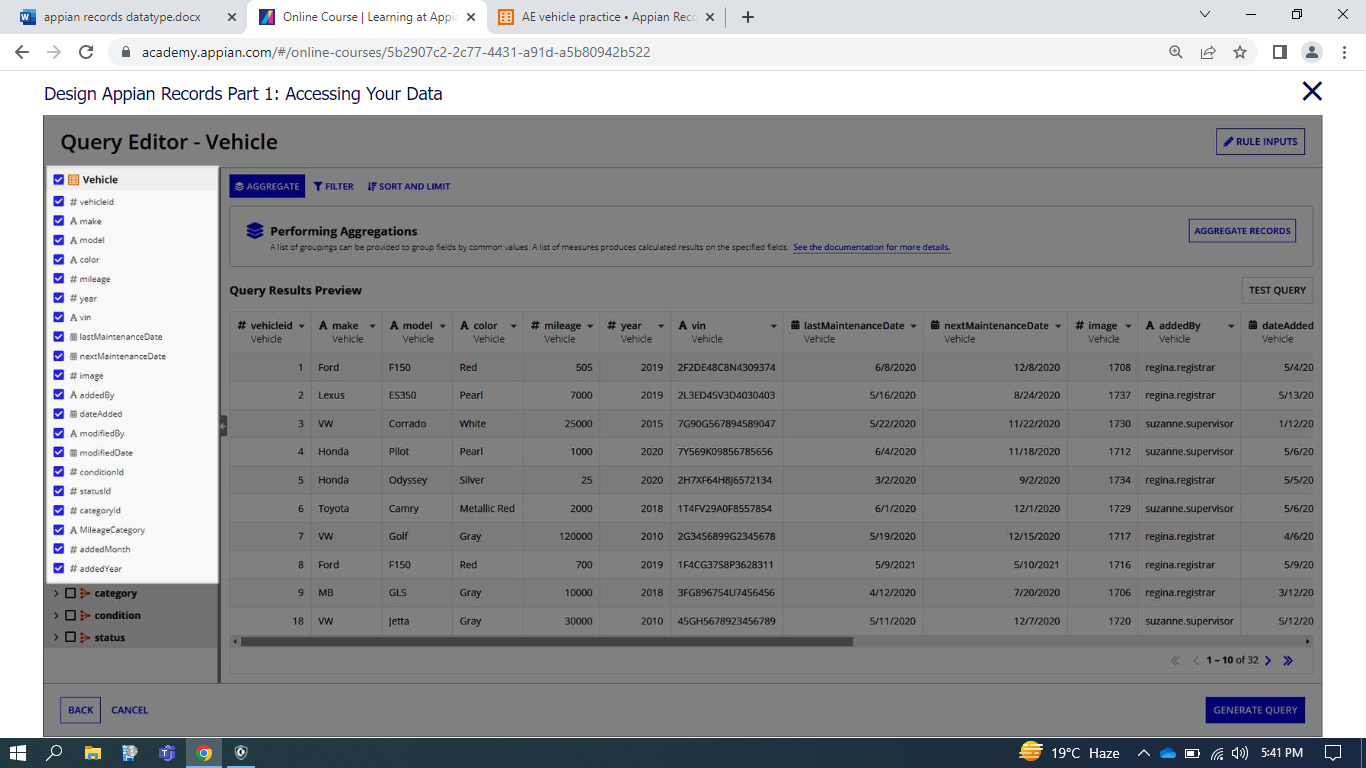 appian records datatype.docx
Online Course | Learning at Appia
AE vehicle practice • Appian Reco
academy.appian.com/#/online-courses/5b2907c2-2c77-4431-a91d-a5b80942b522
Design Appian Records Part 1: Accessing Your Data
Query Editor - Vehicle
RULE INPUTS
Vehicle
# vehicleid
A make
A model
A color
# mileage
# year
A vin
lastMaintenanceDate
nextMaintenanceDate
# image
A addedBy
dateAdded
A modifiedBy
modifiedDate
# conditionId
# statusId
# categoryId
A MileageCategory
# addedMonth
# addedYear
category
condition
status
AGGREGATE FILTER SORT AND LIMIT
Performing Aggregations
A list of groupings can be provided to group fields by common values. A list of measures produces calculated results on the specified fields. See the documentation for more details.
AGGREGATE RECORDS
Query Results Preview
TEST QUERY
# vehicleid A make A model A color # mileage # year A vin lastMaintenanceDate nextMaintenanceDate # image A addedBy dateAdded
Vehicle Vehicle Vehicle Vehicle Vehicle Vehicle Vehicle Vehicle Vehicle Vehicle Vehicle Vehicle
1 Ford F150 Red 505 2019 2F2DE48C8N4309374 6/8/2020 12/8/2020 1708 regina.registrar 5/4/20
2 Lexus ES350 Pearl 7000 2019 2L3ED45V3D4030403 5/16/2020 8/24/2020 1737 regina.registrar 5/13/20
3 VW Corrado White 25000 2015 7G90G567894589047 5/22/2020 11/22/2020 1730 suzanne.supervisor 1/12/20
4 Honda Pilot Pearl 1000 2020 7Y569K09856785656 6/4/2020 11/18/2020 1712 suzanne.supervisor 5/6/20
5 Honda Odyssey Silver 25 2020 2H7XF64H8J6572134 3/2/2020 9/2/2020 1734 regina.registrar 5/5/20
6 Toyota Camry Metallic Red 2000 2018 1T4FV29A0F8557854 6/1/2020 12/1/2020 1729 suzanne.supervisor 5/6/20
7 VW Golf Gray 120000 2010 2G3456899G2345678 5/19/2020 12/15/2020 1717 regina.registrar 4/6/20
8 Ford F150 Red 700 2019 1F4CG3758P3628311 5/9/2021 5/10/2021 1716 regina.registrar 5/9/20
9 MB GLS Gray 10000 2018 3FG896754U7456456 4/12/2020 7/20/2020 1706 regina.registrar 3/12/20
18 VW Jetta Gray 30000 2010 45GH5678923456789 5/11/2020 12/7/2020 1720 suzanne.supervisor 5/12/20
1 – 10 of 32
BACK CANCEL
GENERATE QUERY
19°C Haze
5:41 PM